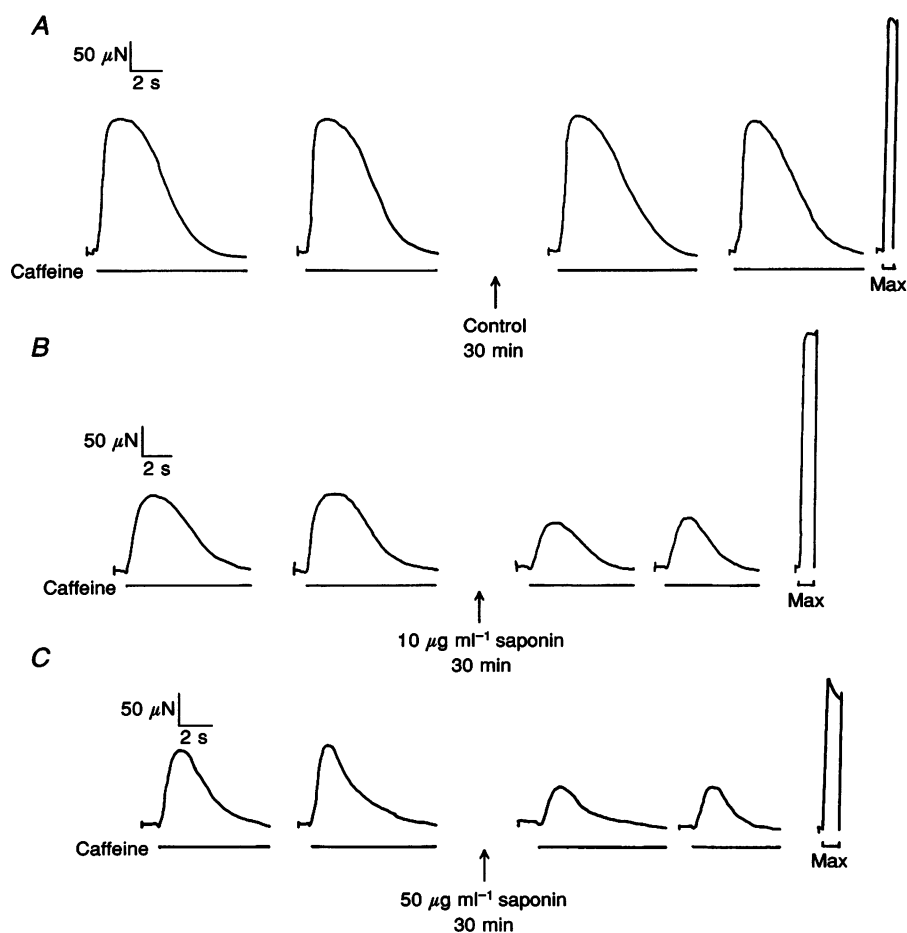 A
50 μN
2 s
Caffeine
Max
Control
30 min
B
50 μN
2 s
Caffeine
Max
10 μg ml⁻¹ saponin
30 min
C
50 μN
2 s
Caffeine
Max
50 μg ml⁻¹ saponin
30 min